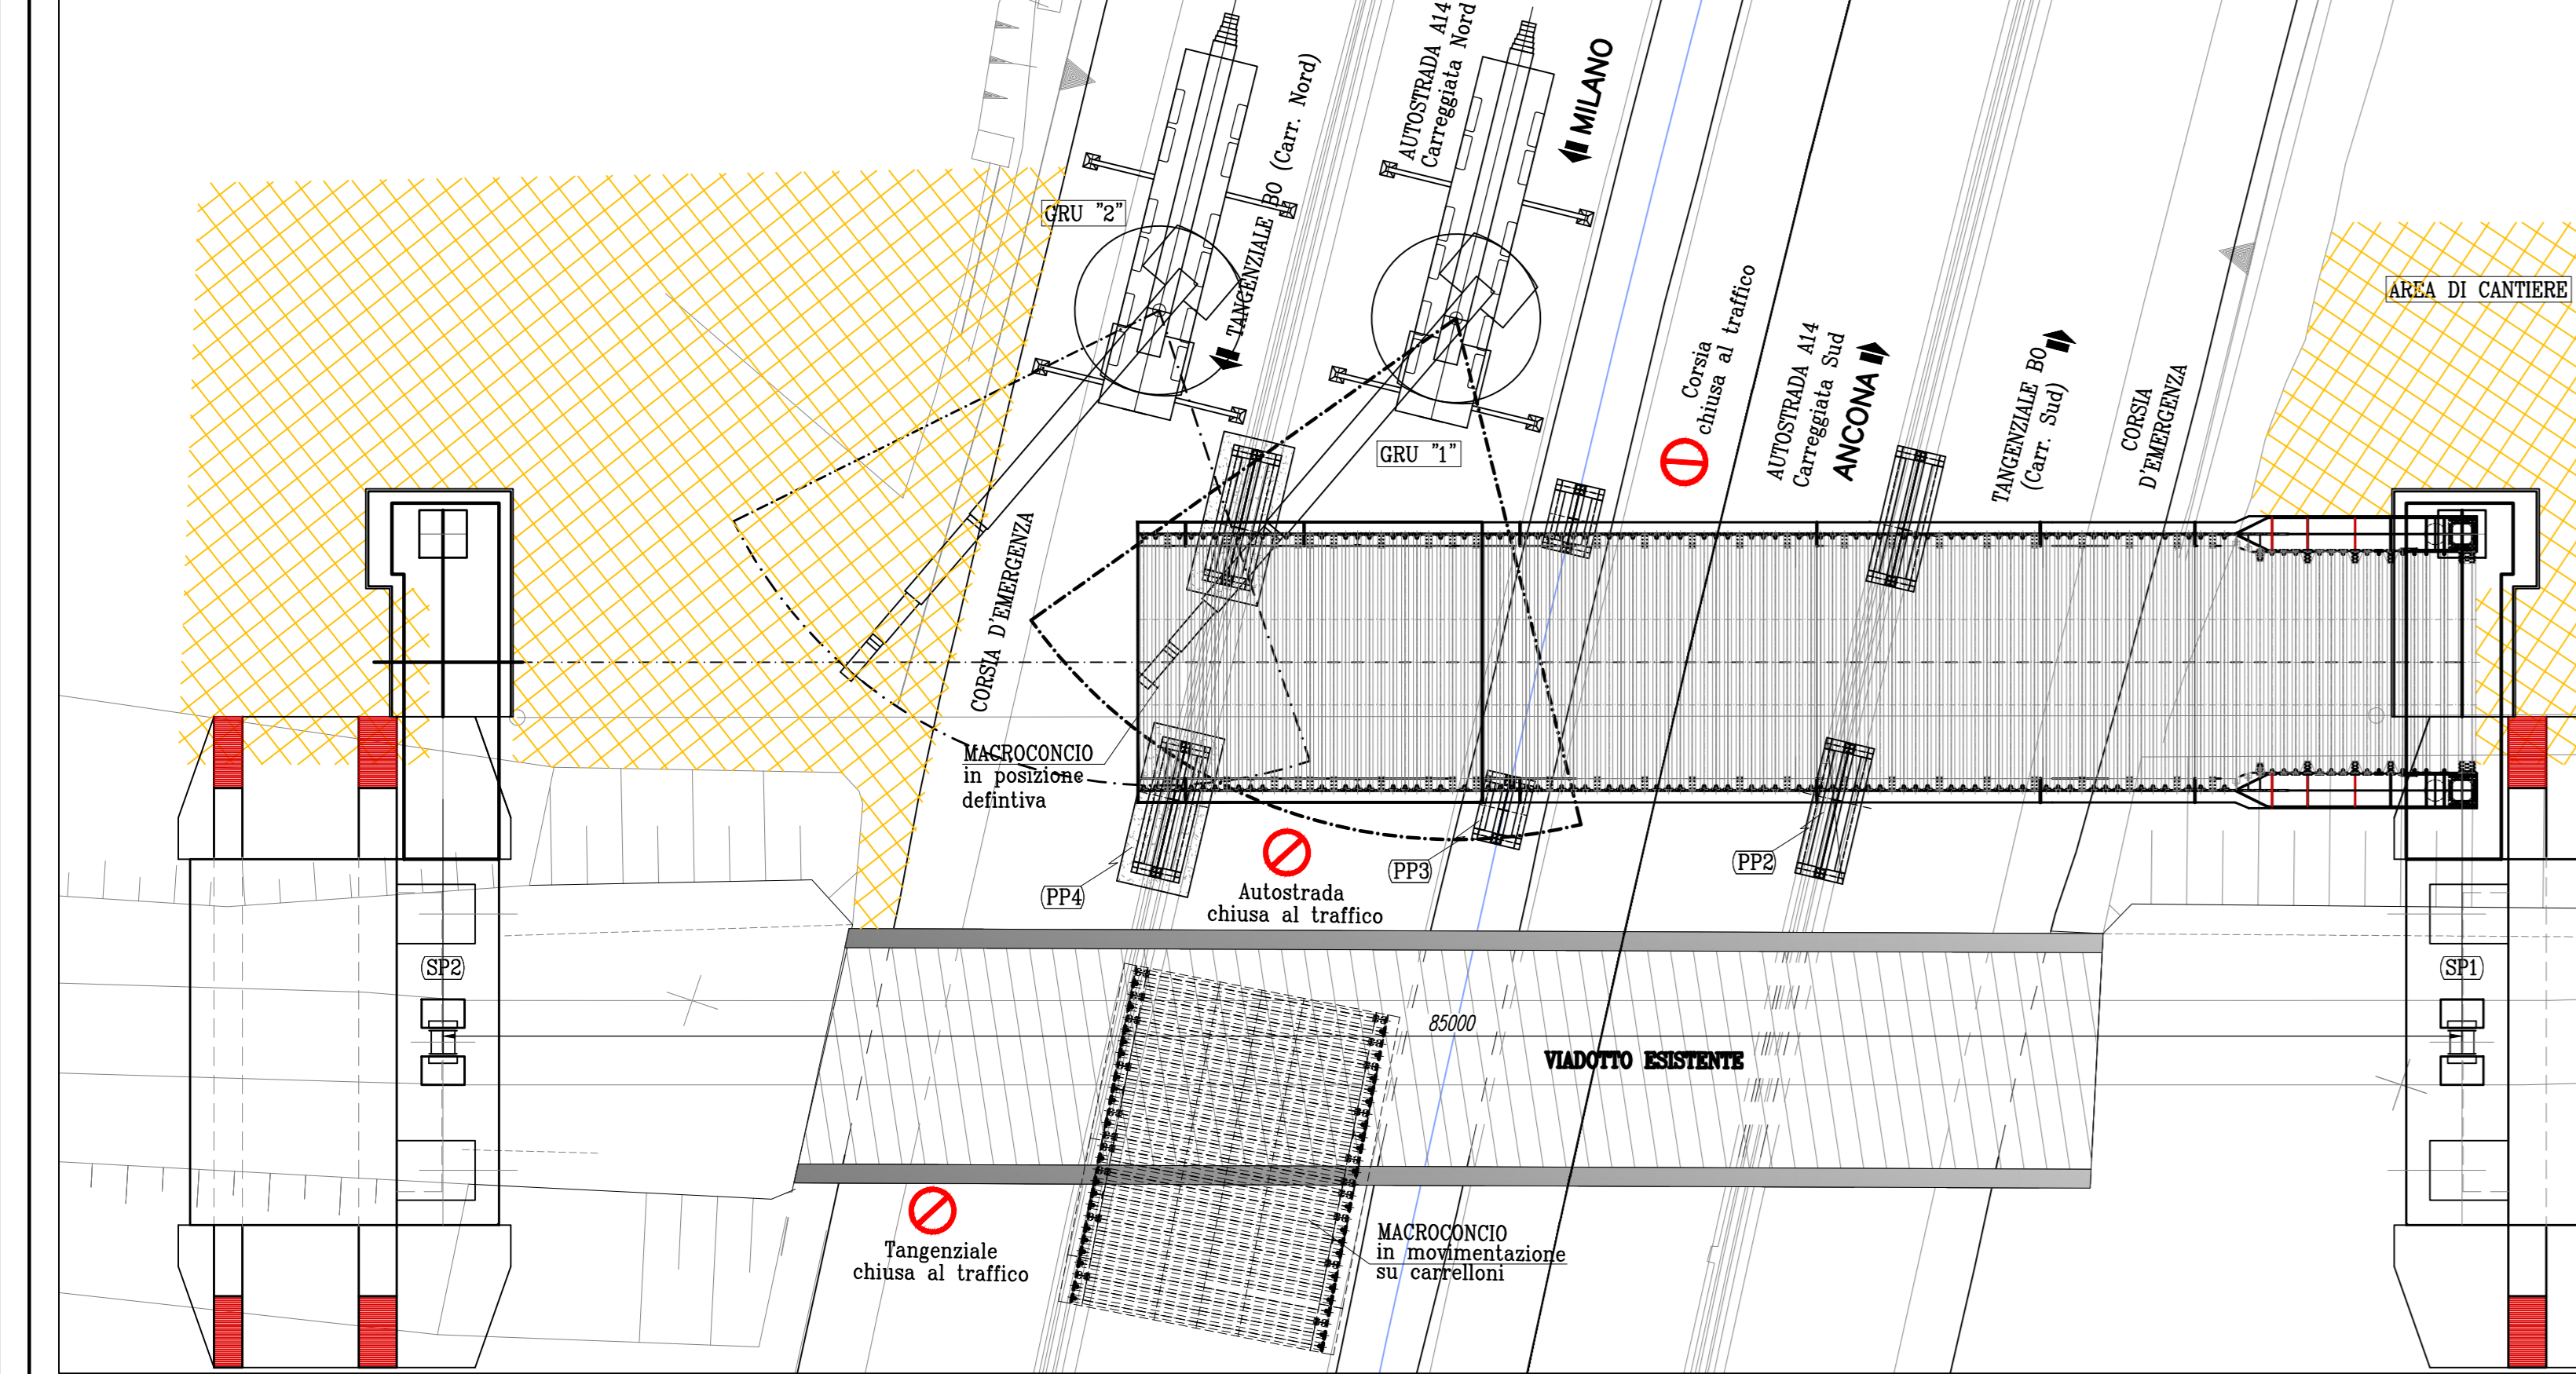 AUTOSTRADA A14
Carreggiata Nord
MILANO
TANGENZIALE BO (Carr. Nord)
GRU "2"
GRU "1"
Corsia
chiusa al traffico
AUTOSTRADA A14
Carreggiata Sud
ANCONA
TANGENZIALE BO
(Carr. Sud)
CORSIA
D'EMERGENZA
AREA DI CANTIERE
CORSIA D'EMERGENZA
MACROCONCIO
in posizione
defintiva
(PP4)
(PP3)
(PP2)
Autostrada
chiusa al traffico
(SP2)
(SP1)
85000
VIADOTTO ESISTENTE
Tangenziale
chiusa al traffico
MACROCONCIO
in movimentazione
su carrelloni